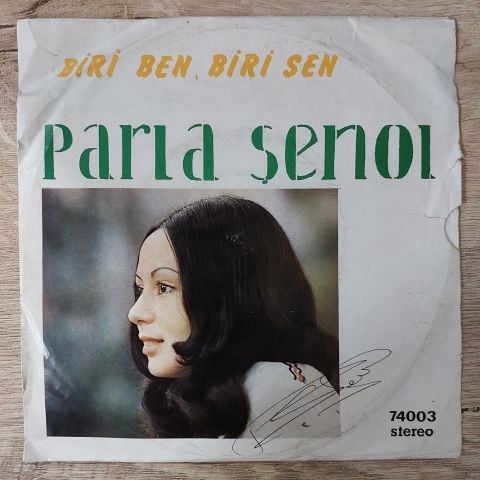 BİRİ BEN, BİRİ SEN
Parla şenol
74003
stereo